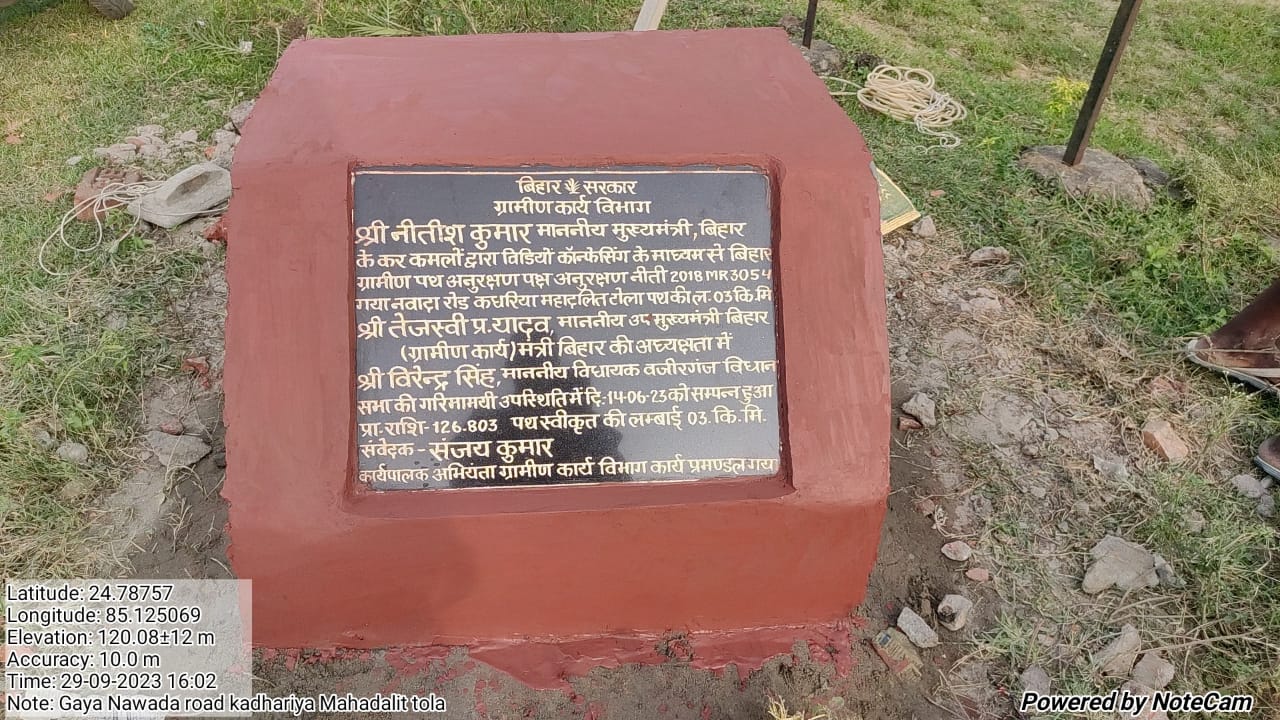 बिहार सरकार
ग्रामीण कार्य विभाग
श्री नीतीश कुमार माननीय मुख्यमंत्री, बिहार
के कर कमलों द्वारा विडियों कॉन्फेसिंग के माध्यम से बिहार
ग्रामीण पथ अनुरक्षण पक्ष अनुरक्षण नीती 2018 MR3054
गया नवादा रोड कधरिया महादलित टोला पथ की ल॰ 03 कि.मि
श्री तेजस्वी प्र.यादव, माननीय उप मुख्यमंत्री बिहार
(ग्रामीण कार्य) मंत्री बिहार की अध्यक्षता में
श्री विरेन्द्र सिंह, माननीय विधायक वजीरगंज विधान
सभा की गरिमामयी उपस्थिति में दि॰-14-06-23 को सम्पन्न हुआ
प्रा. राशि- 126.803 पथ स्वीकृत की लम्बाई 03. कि. मि.
संवेदक - संजय कुमार
कार्यपालक अभियंता ग्रामीण कार्य विभाग कार्य प्रमण्डल गया
Latitude: 24.78757
Longitude: 85.125069
Elevation: 120.08±12 m
Accuracy: 10.0 m
Time: 29-09-2023 16:02
Note: Gaya Nawada road kadhariya Mahadalit tola
Powered by NoteCam